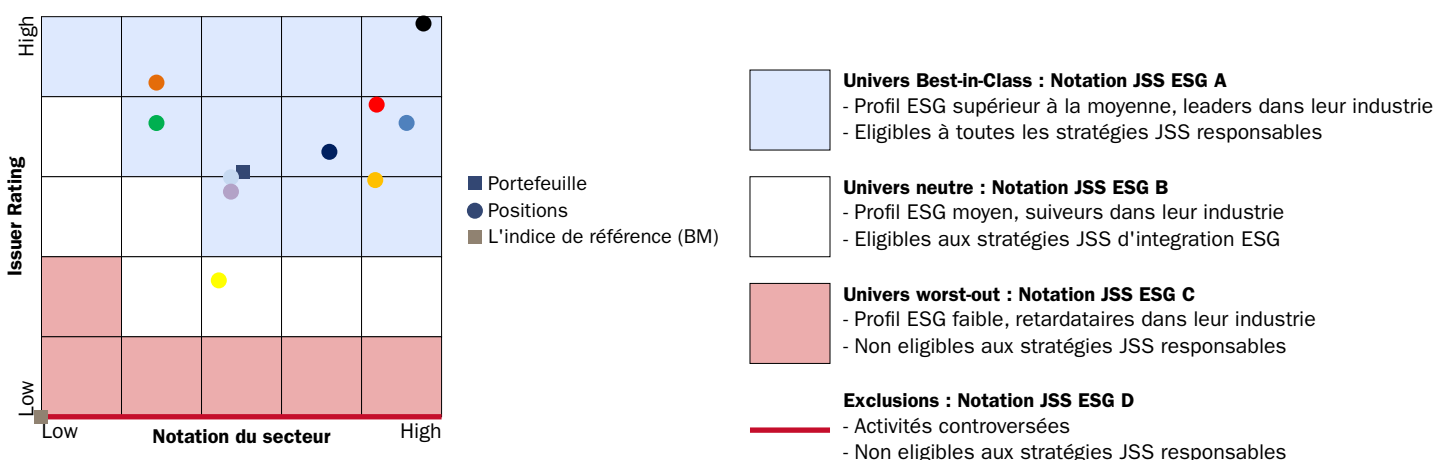 High
Issuer Rating
Low
Low
Notation du secteur
High
Portefeuille
Positions
L'indice de référence (BM)
Univers Best-in-Class : Notation JSS ESG A
- Profil ESG supérieur à la moyenne, leaders dans leur industrie
- Eligibles à toutes les stratégies JSS responsables
Univers neutre : Notation JSS ESG B
- Profil ESG moyen, suiveurs dans leur industrie
- Eligibles aux stratégies JSS d'integration ESG
Univers worst-out : Notation JSS ESG C
- Profil ESG faible, retardataires dans leur industrie
- Non eligibles aux stratégies JSS responsables
Exclusions : Notation JSS ESG D
- Activités controversées
- Non eligibles aux stratégies JSS responsables